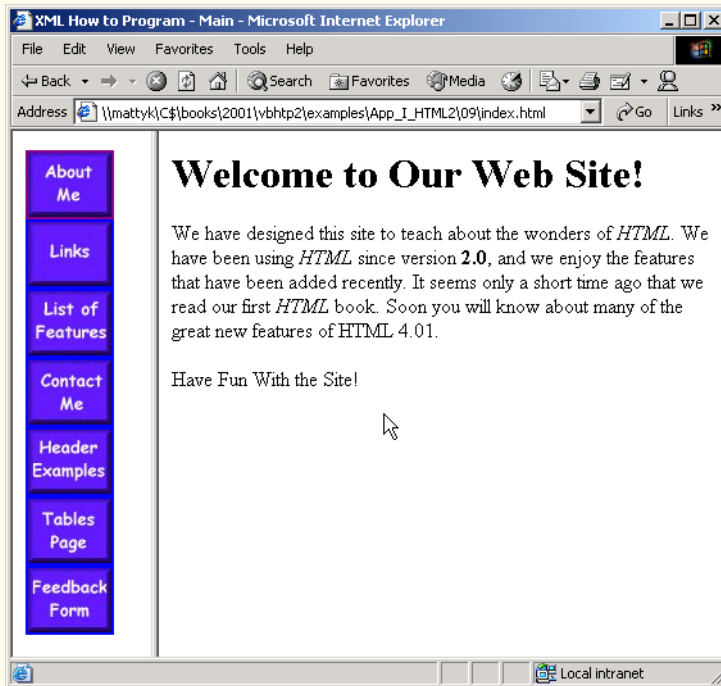 XML How to Program - Main - Microsoft Internet Explorer
File Edit View Favorites Tools Help
Back Search Favorites Media
Address \\mattyk\C$\books\2001\vbhtp2\examples\App_I_HTML2\09\index.html Go Links »
About
Me
Links
List of
Features
Contact
Me
Header
Examples
Tables
Page
Feedback
Form
Welcome to Our Web Site!
We have designed this site to teach about the wonders of HTML. We
have been using HTML since version 2.0, and we enjoy the features
that have been added recently. It seems only a short time ago that we
read our first HTML book. Soon you will know about many of the
great new features of HTML 4.01.
Have Fun With the Site!
Local intranet